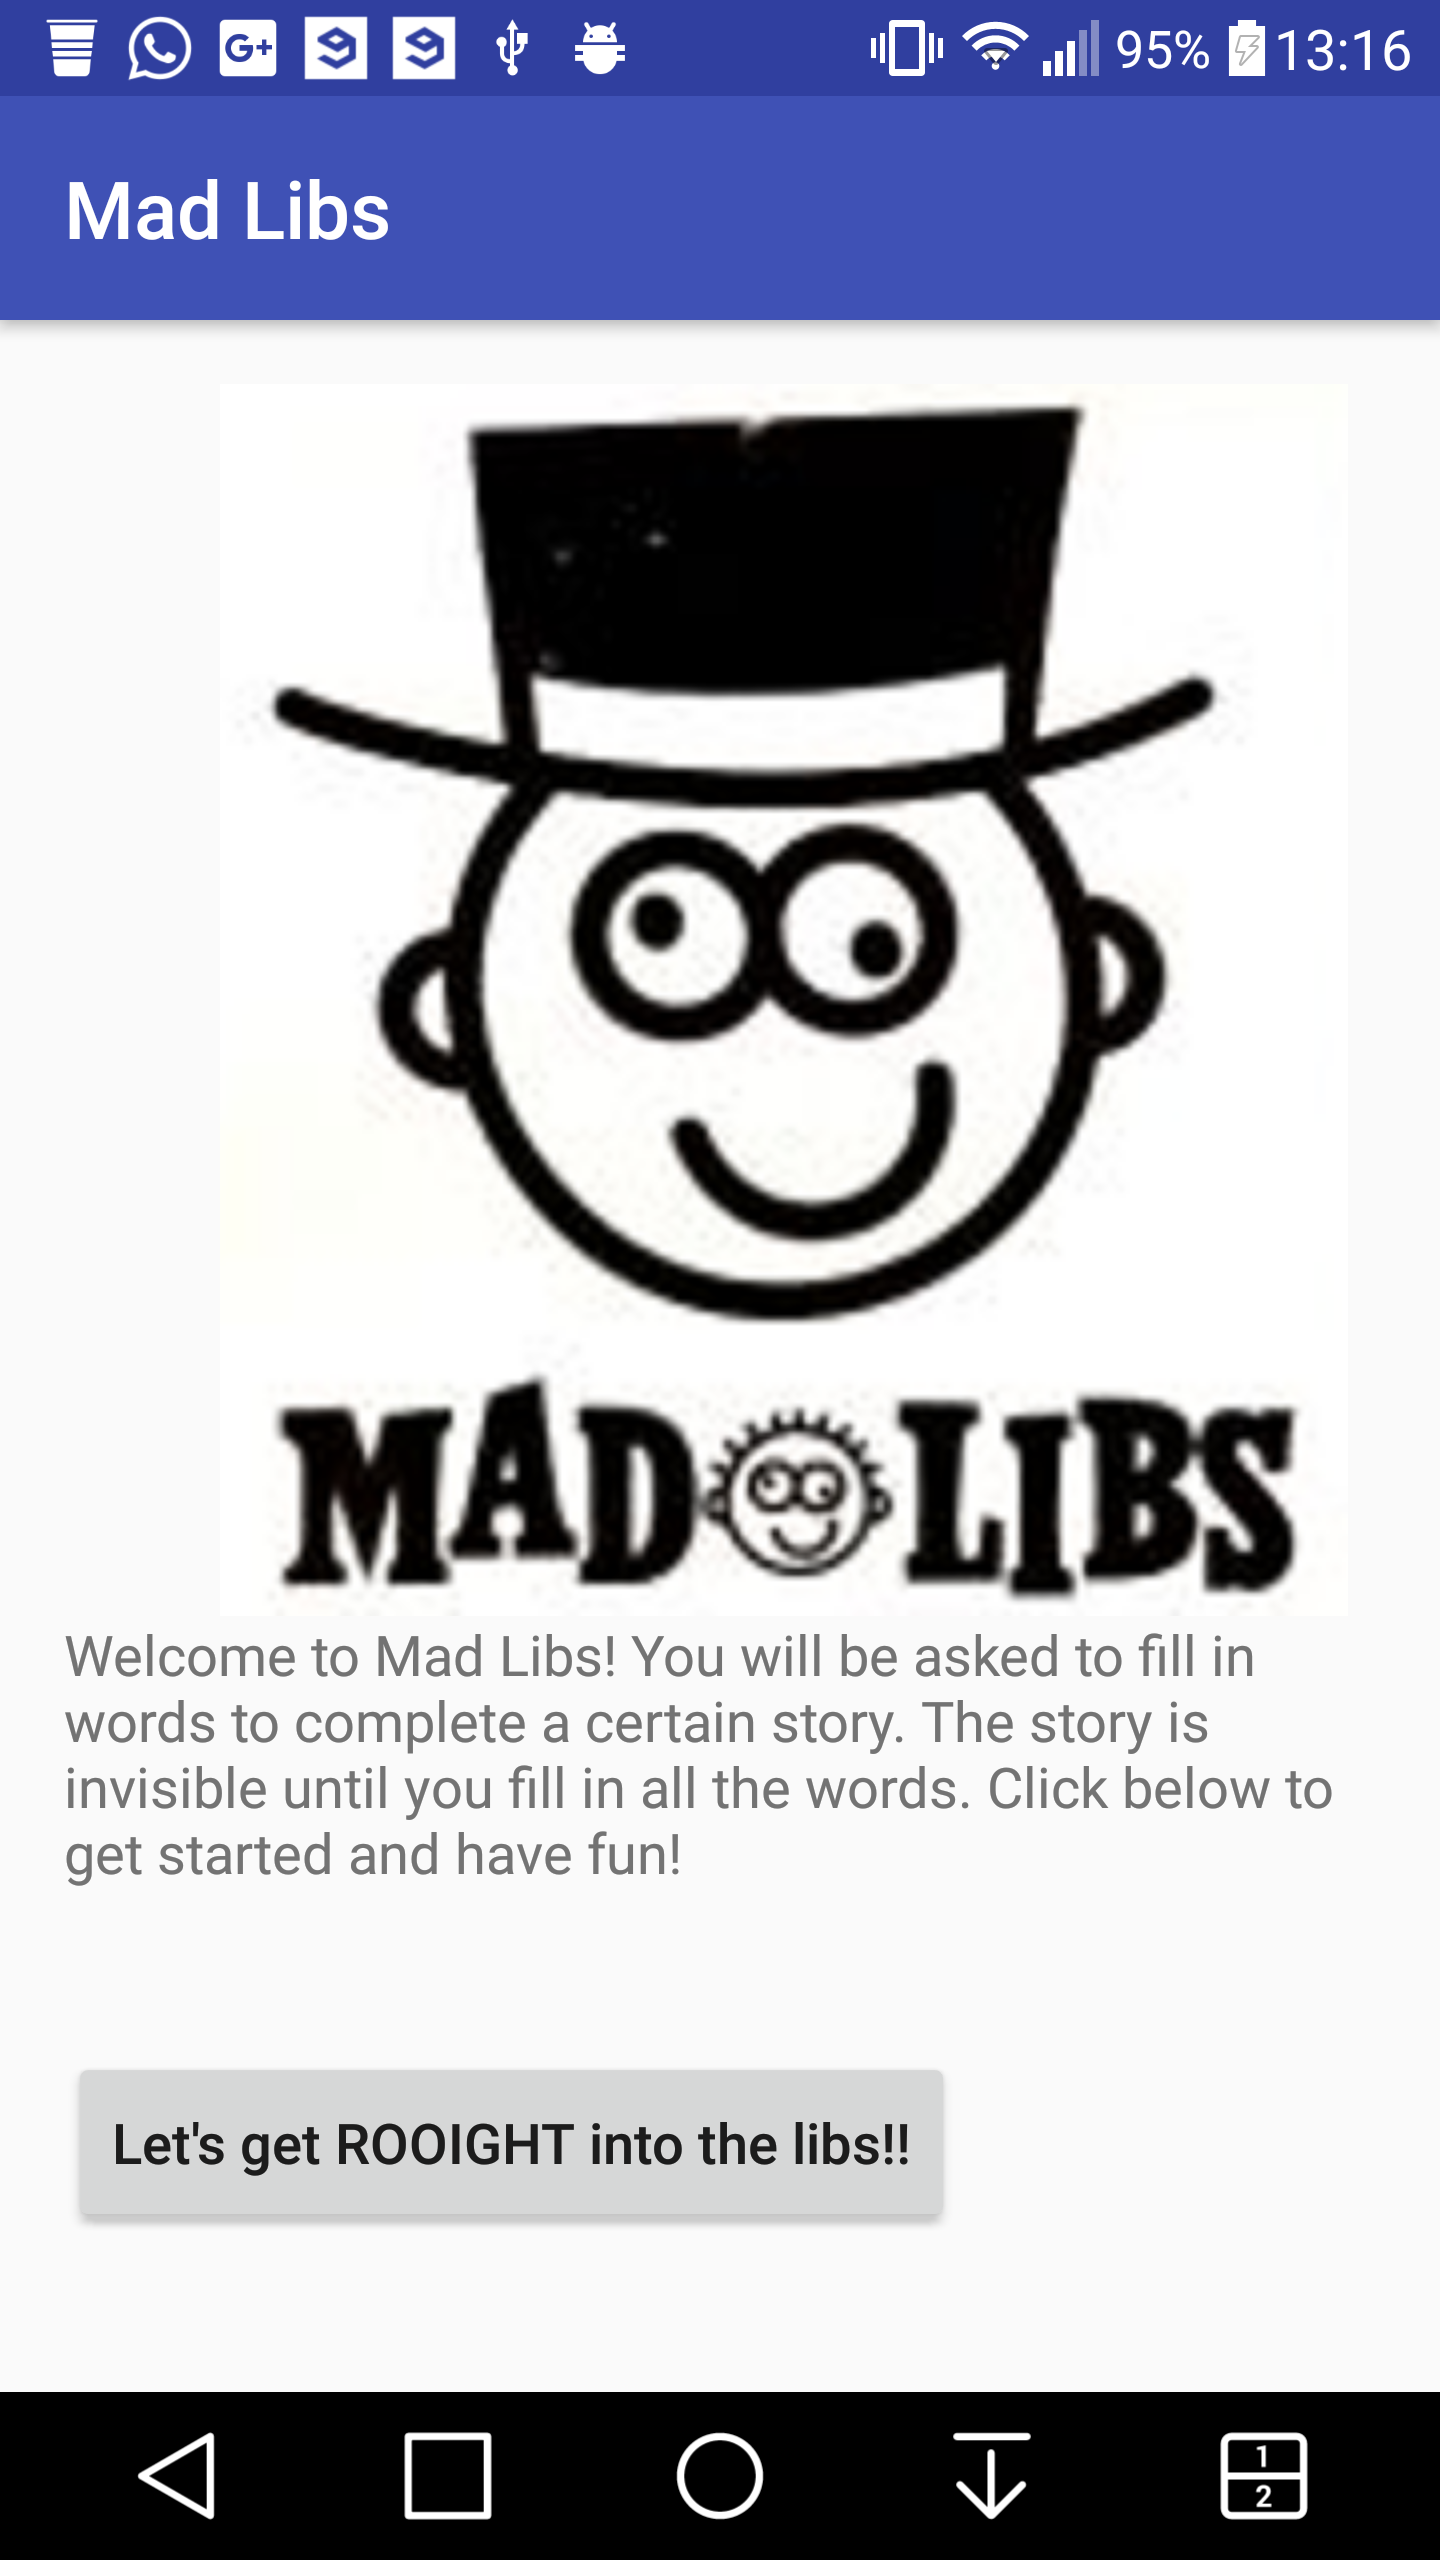 95% 13:16
Mad Libs
MAD LIBS
Welcome to Mad Libs! You will be asked to fill in
words to complete a certain story. The story is
invisible until you fill in all the words. Click below to
get started and have fun!
Let's get ROOIGHT into the libs!!
1
2